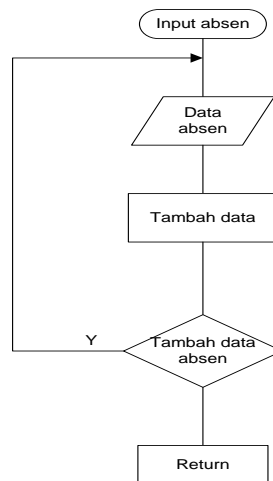 Input absen
Data
absen
Tambah data
Tambah data
absen
Y
Return